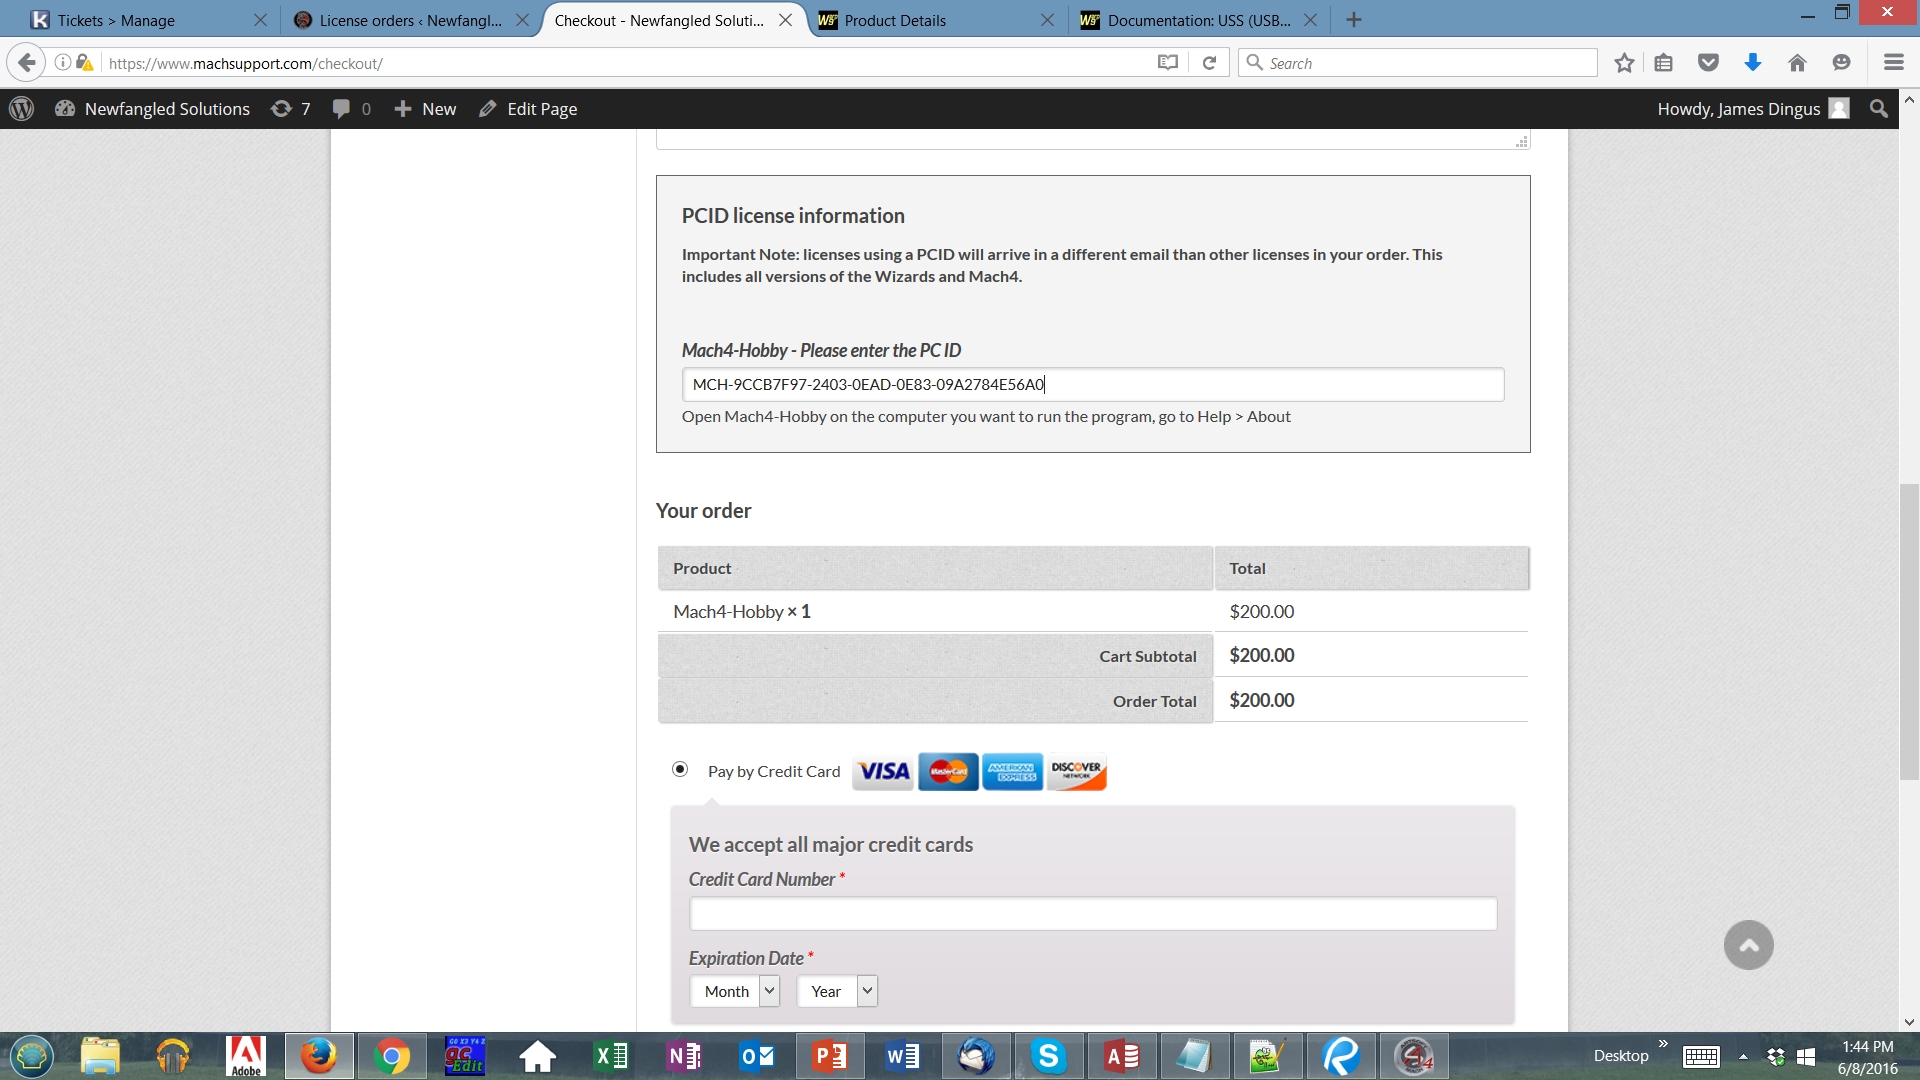 Tickets > Manage
License orders ‹ Newfangl...
Checkout - Newfangled Soluti...
Product Details
Documentation: USS (USB...
https://www.machsupport.com/checkout/
Search
Newfangled Solutions
7
0
New
Edit Page
Howdy, James Dingus
PCID license information
Important Note: licenses using a PCID will arrive in a different email than other licenses in your order. This
includes all versions of the Wizards and Mach4.
Mach4-Hobby - Please enter the PC ID
MCH-9CCB7F97-2403-0EAD-0E83-09A2784E56A0
Open Mach4-Hobby on the computer you want to run the program, go to Help > About
Your order
Product Total
Mach4-Hobby × 1 $200.00
Cart Subtotal $200.00
Order Total $200.00
Pay by Credit Card VISA MasterCard AMERICAN EXPRESS DISCOVER NETWORK
We accept all major credit cards
Credit Card Number *
Expiration Date *
Month Year
Adobe
Desktop
1:44 PM
6/8/2016